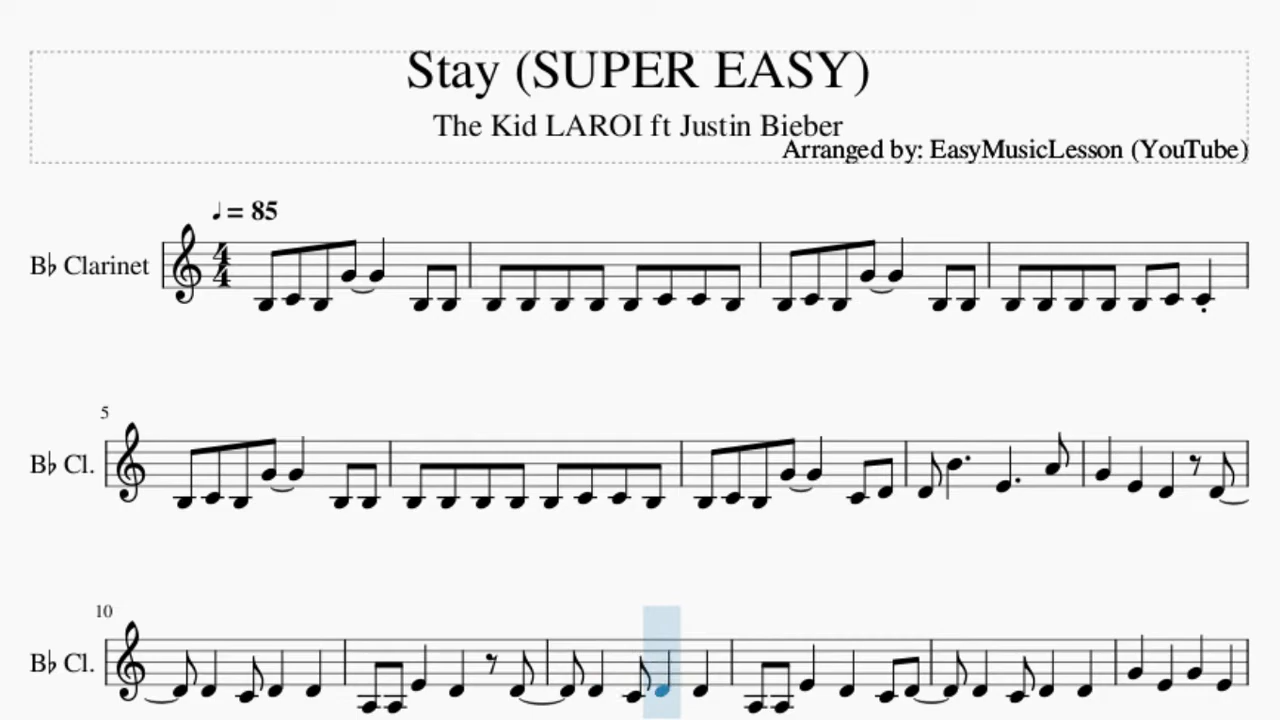 Stay (SUPER EASY)
The Kid LAROI ft Justin Bieber
Arranged by: EasyMusicLesson (YouTube)
♩ = 85
B♭ Clarinet
4
4
5
B♭ Cl.
10
B♭ Cl.